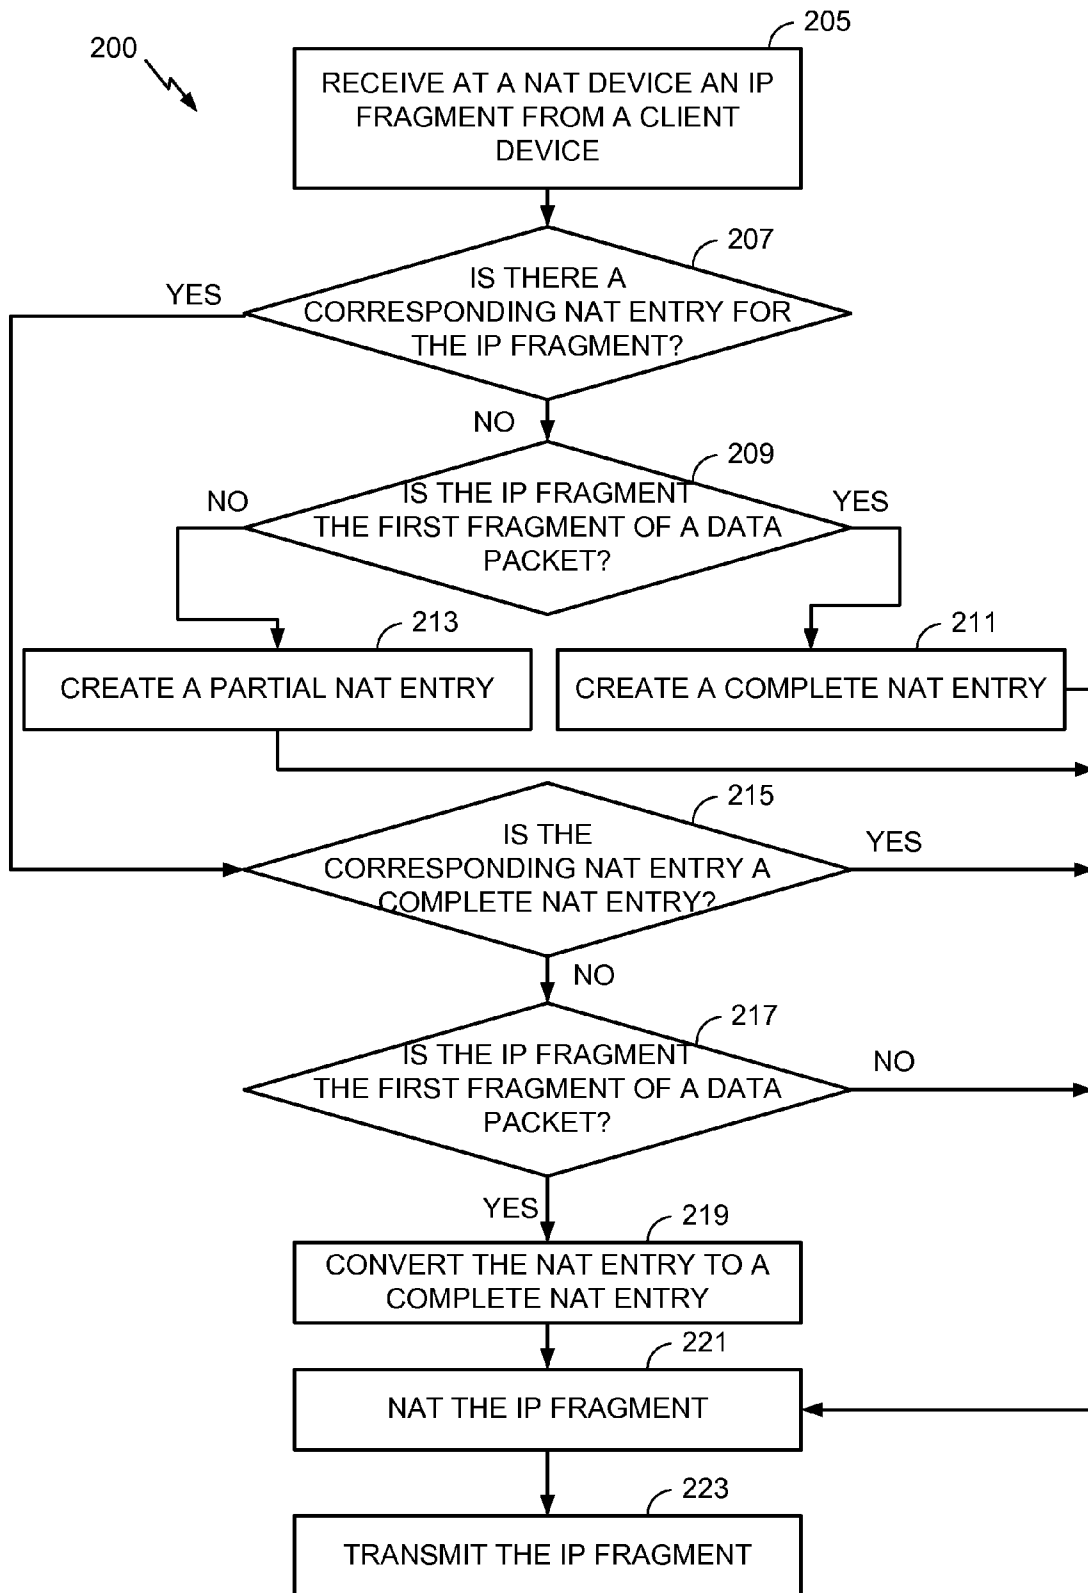 200
205
RECEIVE AT A NAT DEVICE AN IP
FRAGMENT FROM A CLIENT
DEVICE
207
IS THERE A
CORRESPONDING NAT ENTRY FOR
THE IP FRAGMENT?
YES
NO
209
IS THE IP FRAGMENT
THE FIRST FRAGMENT OF A DATA
PACKET?
NO
YES
213
CREATE A PARTIAL NAT ENTRY
211
CREATE A COMPLETE NAT ENTRY
215
IS THE
CORRESPONDING NAT ENTRY A
COMPLETE NAT ENTRY?
YES
NO
217
IS THE IP FRAGMENT
THE FIRST FRAGMENT OF A DATA
PACKET?
NO
YES
219
CONVERT THE NAT ENTRY TO A
COMPLETE NAT ENTRY
221
NAT THE IP FRAGMENT
223
TRANSMIT THE IP FRAGMENT